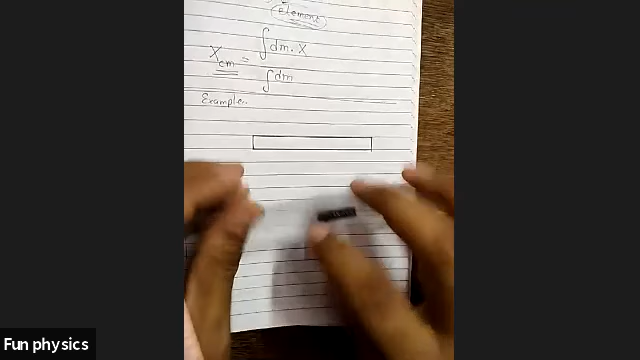 element
∫dm.x
Xcm =
∫dm
Example:
Fun physics